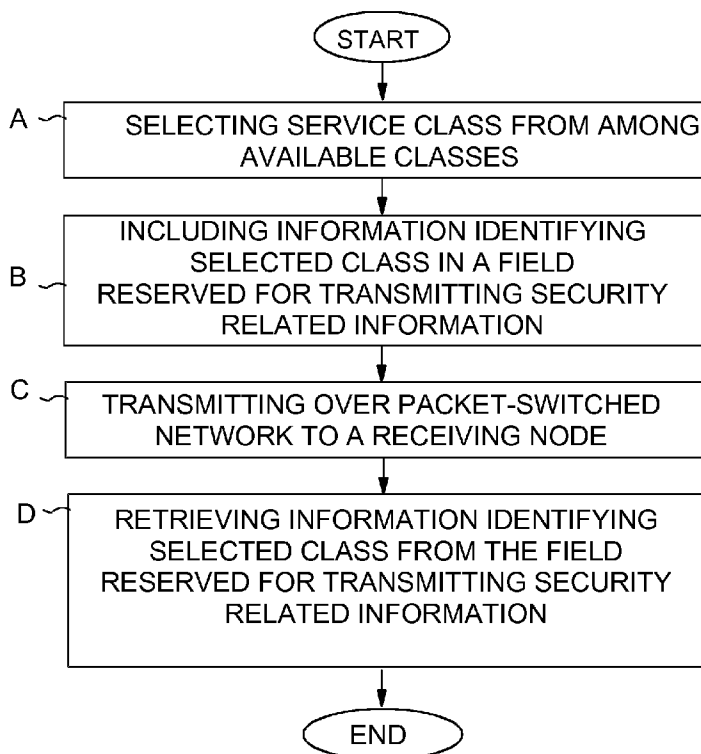 START
A
SELECTING SERVICE CLASS FROM AMONG
AVAILABLE CLASSES
B
INCLUDING INFORMATION IDENTIFYING
SELECTED CLASS IN A FIELD
RESERVED FOR TRANSMITTING SECURITY
RELATED INFORMATION
C
TRANSMITTING OVER PACKET-SWITCHED
NETWORK TO A RECEIVING NODE
D
RETRIEVING INFORMATION IDENTIFYING
SELECTED CLASS FROM THE FIELD
RESERVED FOR TRANSMITTING SECURITY
RELATED INFORMATION
END